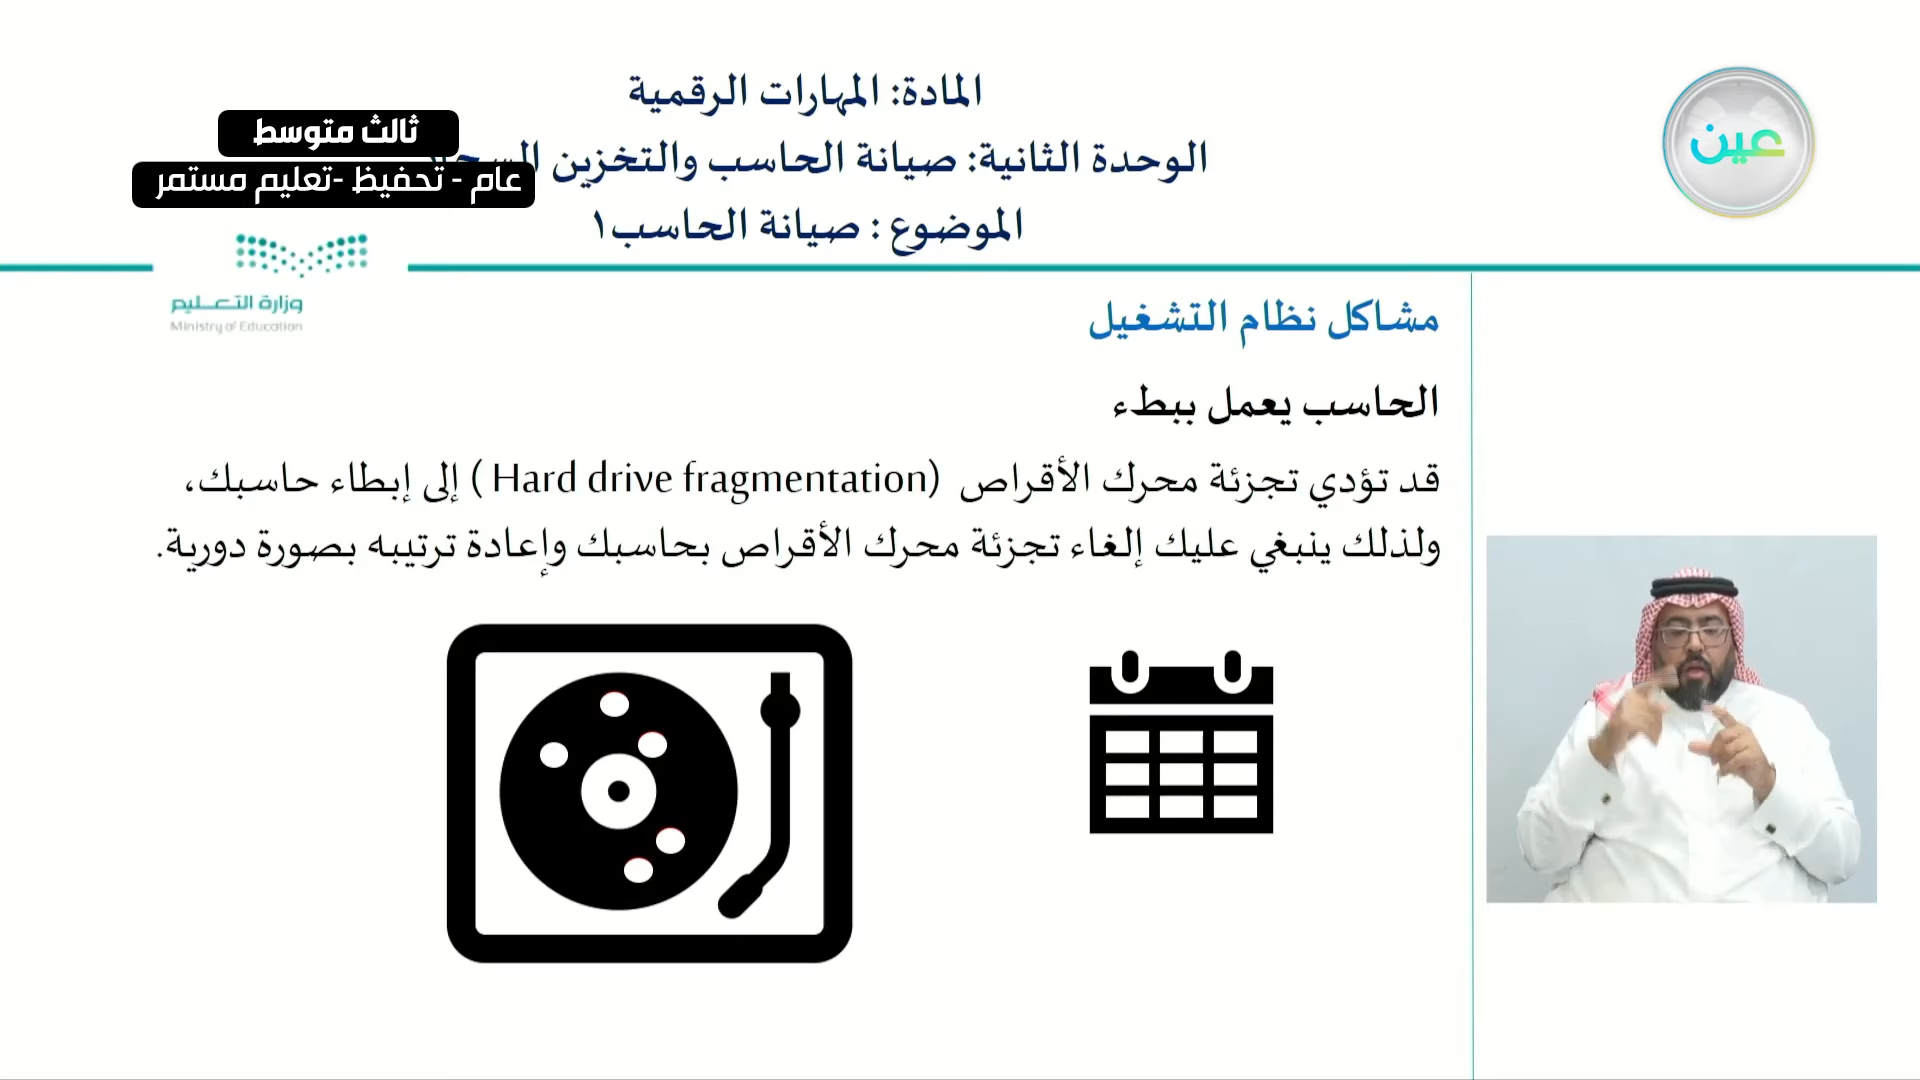 المادة: المهارات الرقمية
الوحدة الثانية: صيانة الحاسب والتخزين
الموضوع : صيانة الحاسب١
ثالث متوسط
عام - تحفيظ -تعليم مستمر
عين
وزارة التعليم
Ministry of Education
مشاكل نظام التشغيل
الحاسب يعمل ببطء
قد تؤدي تجزئة محرك الأقراص (Hard drive fragmentation ) إلى إبطاء حاسبك،
ولذلك ينبغي عليك إلغاء تجزئة محرك الأقراص بحاسبك وإعادة ترتيبه بصورة دورية.